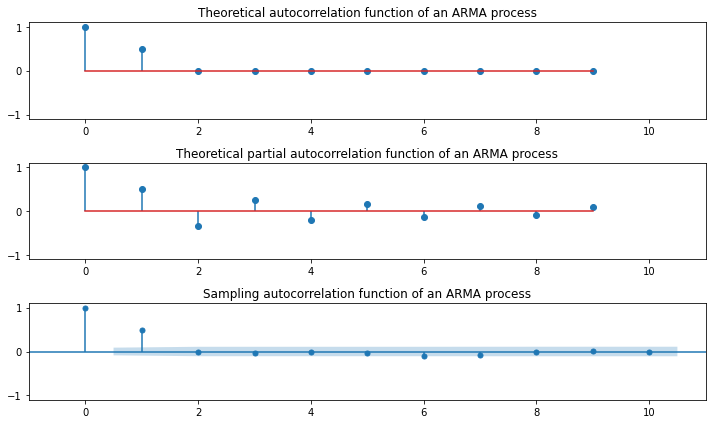 Theoretical autocorrelation function of an ARMA process
1
0
−1
0 2 4 6 8 10
Theoretical partial autocorrelation function of an ARMA process
1
0
−1
0 2 4 6 8 10
Sampling autocorrelation function of an ARMA process
1
0
−1
0 2 4 6 8 10